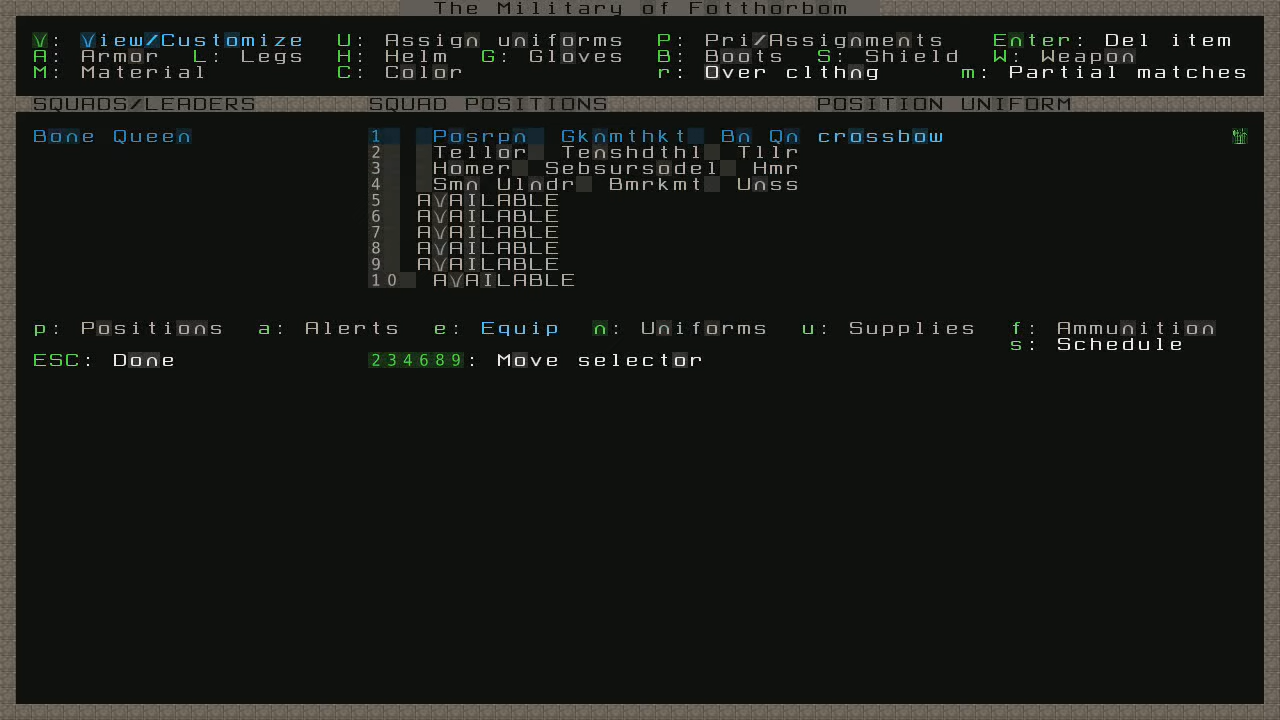 The Military of Fotthorbom
V: View/Customize U: Assign uniforms P: Pri/Assignments Enter: Del item
A: Armor L: Legs H: Helm G: Gloves B: Boots S: Shield W: Weapon
M: Material C: Color r: Over clthng m: Partial matches
SQUADS/LEADERS SQUAD POSITIONS POSITION UNIFORM
Bone Queen 1 Posrpn Gknmthkt Bn Qn crossbow
2 Tellor Tenshdthl Tllr
3 Homer Sebsursodel Hmr
4 Smn Ulndr Bmrkmt Unss
5 AVAILABLE
6 AVAILABLE
7 AVAILABLE
8 AVAILABLE
9 AVAILABLE
10 AVAILABLE
p: Positions a: Alerts e: Equip n: Uniforms u: Supplies f: Ammunition
s: Schedule
ESC: Done 234689: Move selector